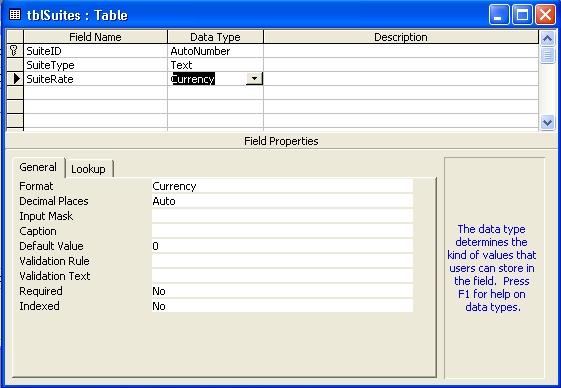 tblSuites : Table
Field Name Data Type Description
SuiteID AutoNumber
SuiteType Text
SuiteRate Currency
Field Properties
General Lookup
Format Currency
Decimal Places Auto
Input Mask
Caption
Default Value 0
Validation Rule
Validation Text
Required No
Indexed No
The data type
determines the
kind of values that
users can store in
the field. Press
F1 for help on
data types.